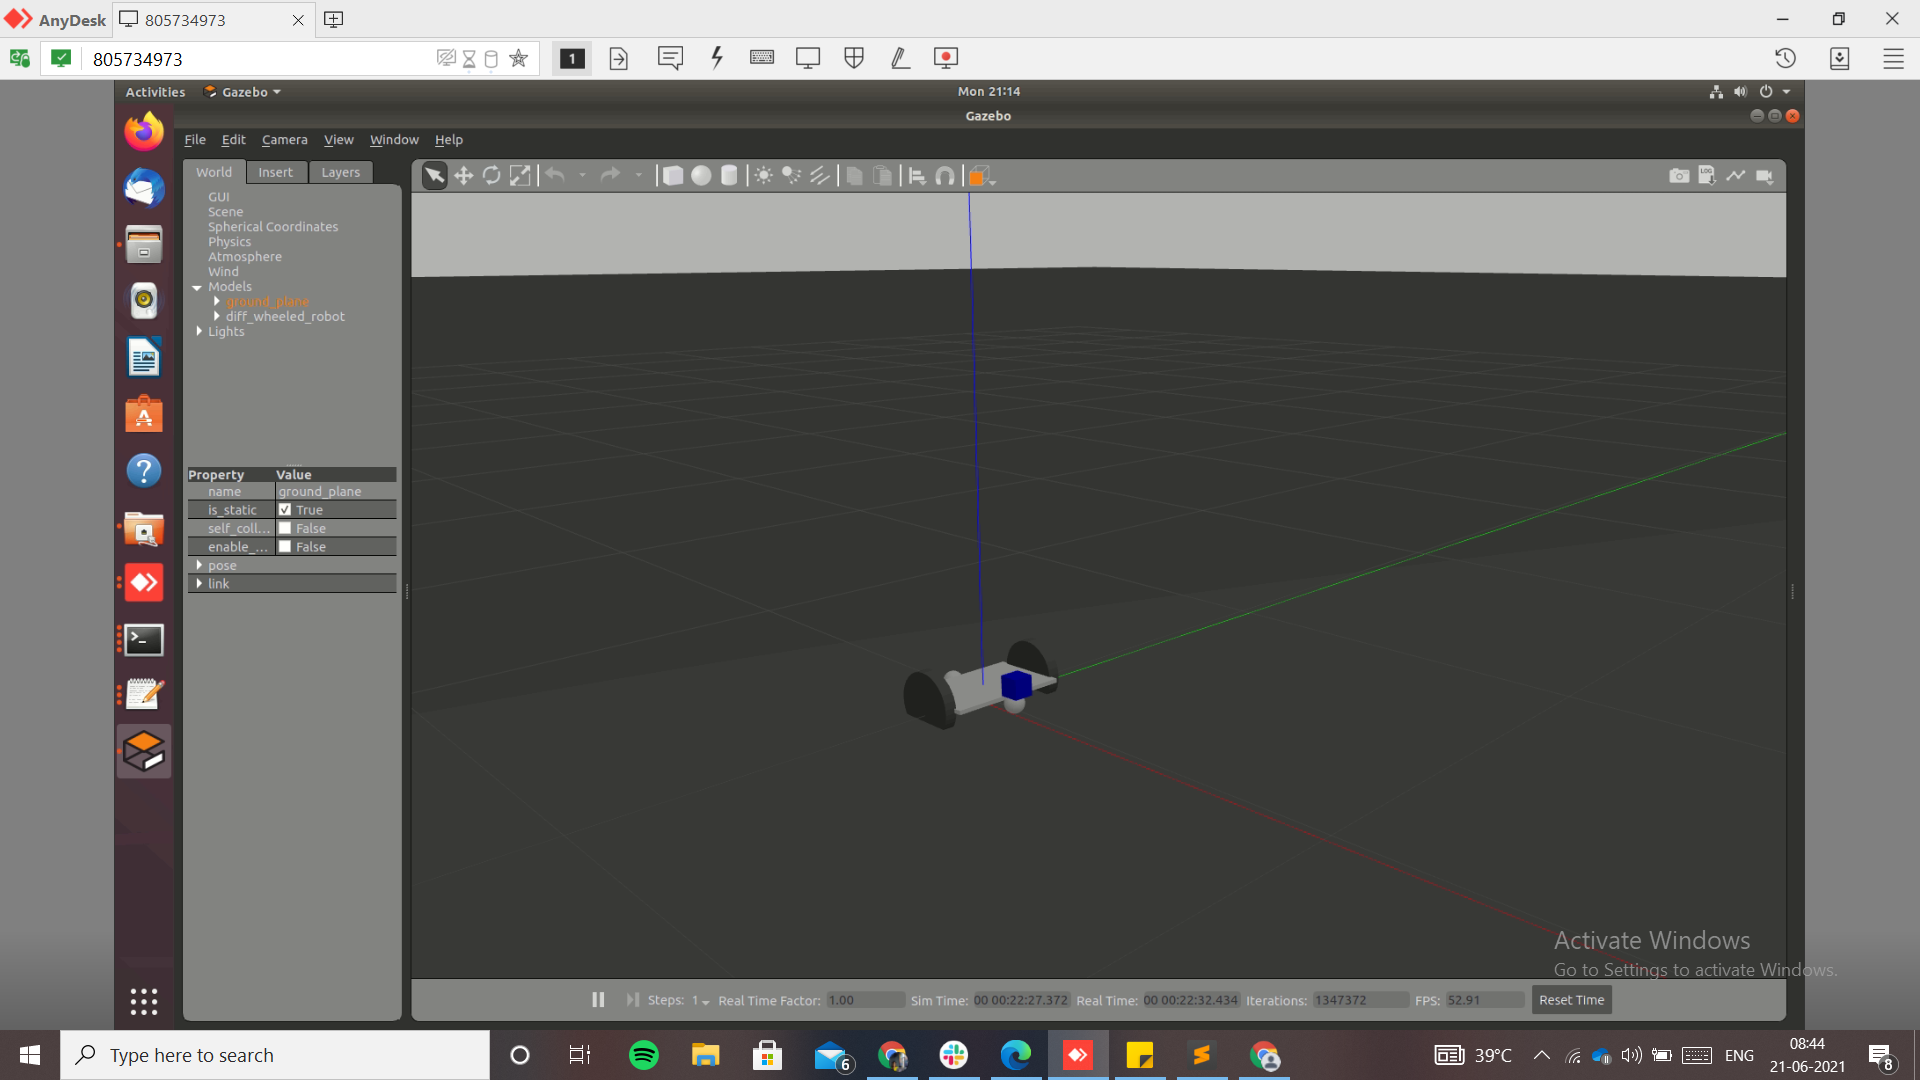 AnyDesk 805734973
805734973 1
Activities Gazebo Mon 21:14
Gazebo
File Edit Camera View Window Help
World Insert Layers
GUI
Scene
Spherical Coordinates
Physics
Atmosphere
Wind
Models
ground_plane
diff_wheeled_robot
Lights
Property Value
name ground_plane
is_static True
self_coll... False
enable_... False
pose
link
LOG
Activate Windows
Go to Settings to activate Windows.
Steps: 1 Real Time Factor: 1.00 Sim Time: 00 00:22:27.372 Real Time: 00 00:22:32.434 Iterations: 1347372 FPS: 52.91 Reset Time
Type here to search 6 39°C ENG 08:44
21-06-2021 8